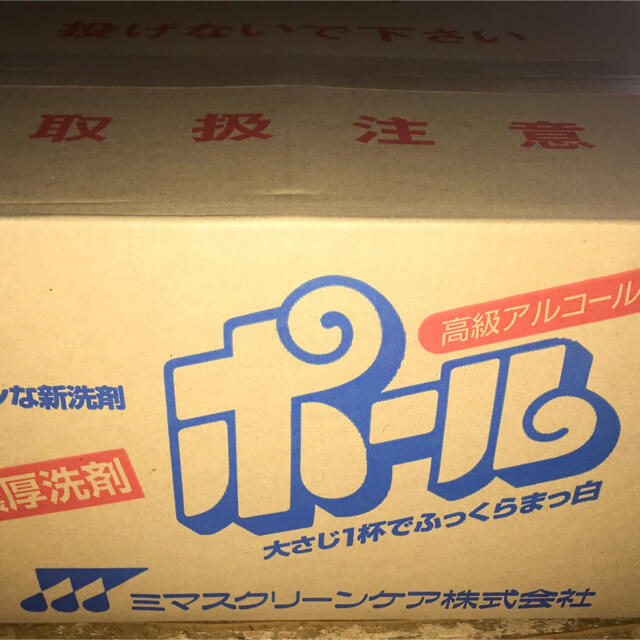 投げないで下さい
取扱注意
高級アルコール
ンな新洗剤
ポール
厚洗剤
大さじ1杯でふっくらまっ白
ミマスクリーンケア株式会社